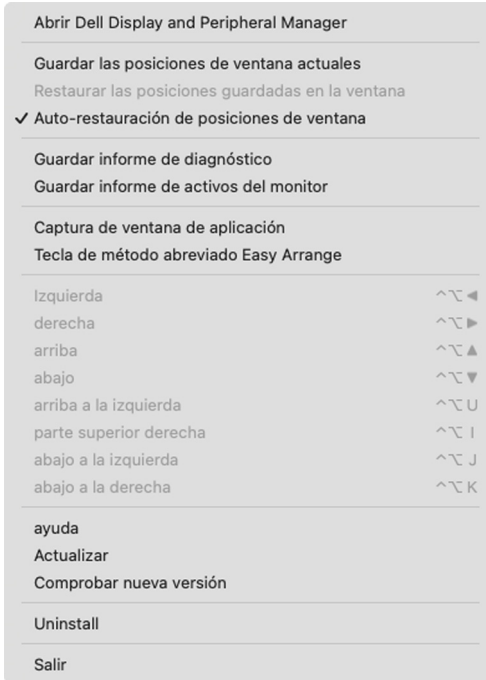 Abrir Dell Display and Peripheral Manager
Guardar las posiciones de ventana actuales
Restaurar las posiciones guardadas en la ventana
✓ Auto-restauración de posiciones de ventana
Guardar informe de diagnóstico
Guardar informe de activos del monitor
Captura de ventana de aplicación
Tecla de método abreviado Easy Arrange
Izquierda ^⌥◀
derecha ^⌥▶
arriba ^⌥▲
abajo ^⌥▼
arriba a la izquierda ^⌥U
parte superior derecha ^⌥I
abajo a la izquierda ^⌥J
abajo a la derecha ^⌥K
ayuda
Actualizar
Comprobar nueva versión
Uninstall
Salir